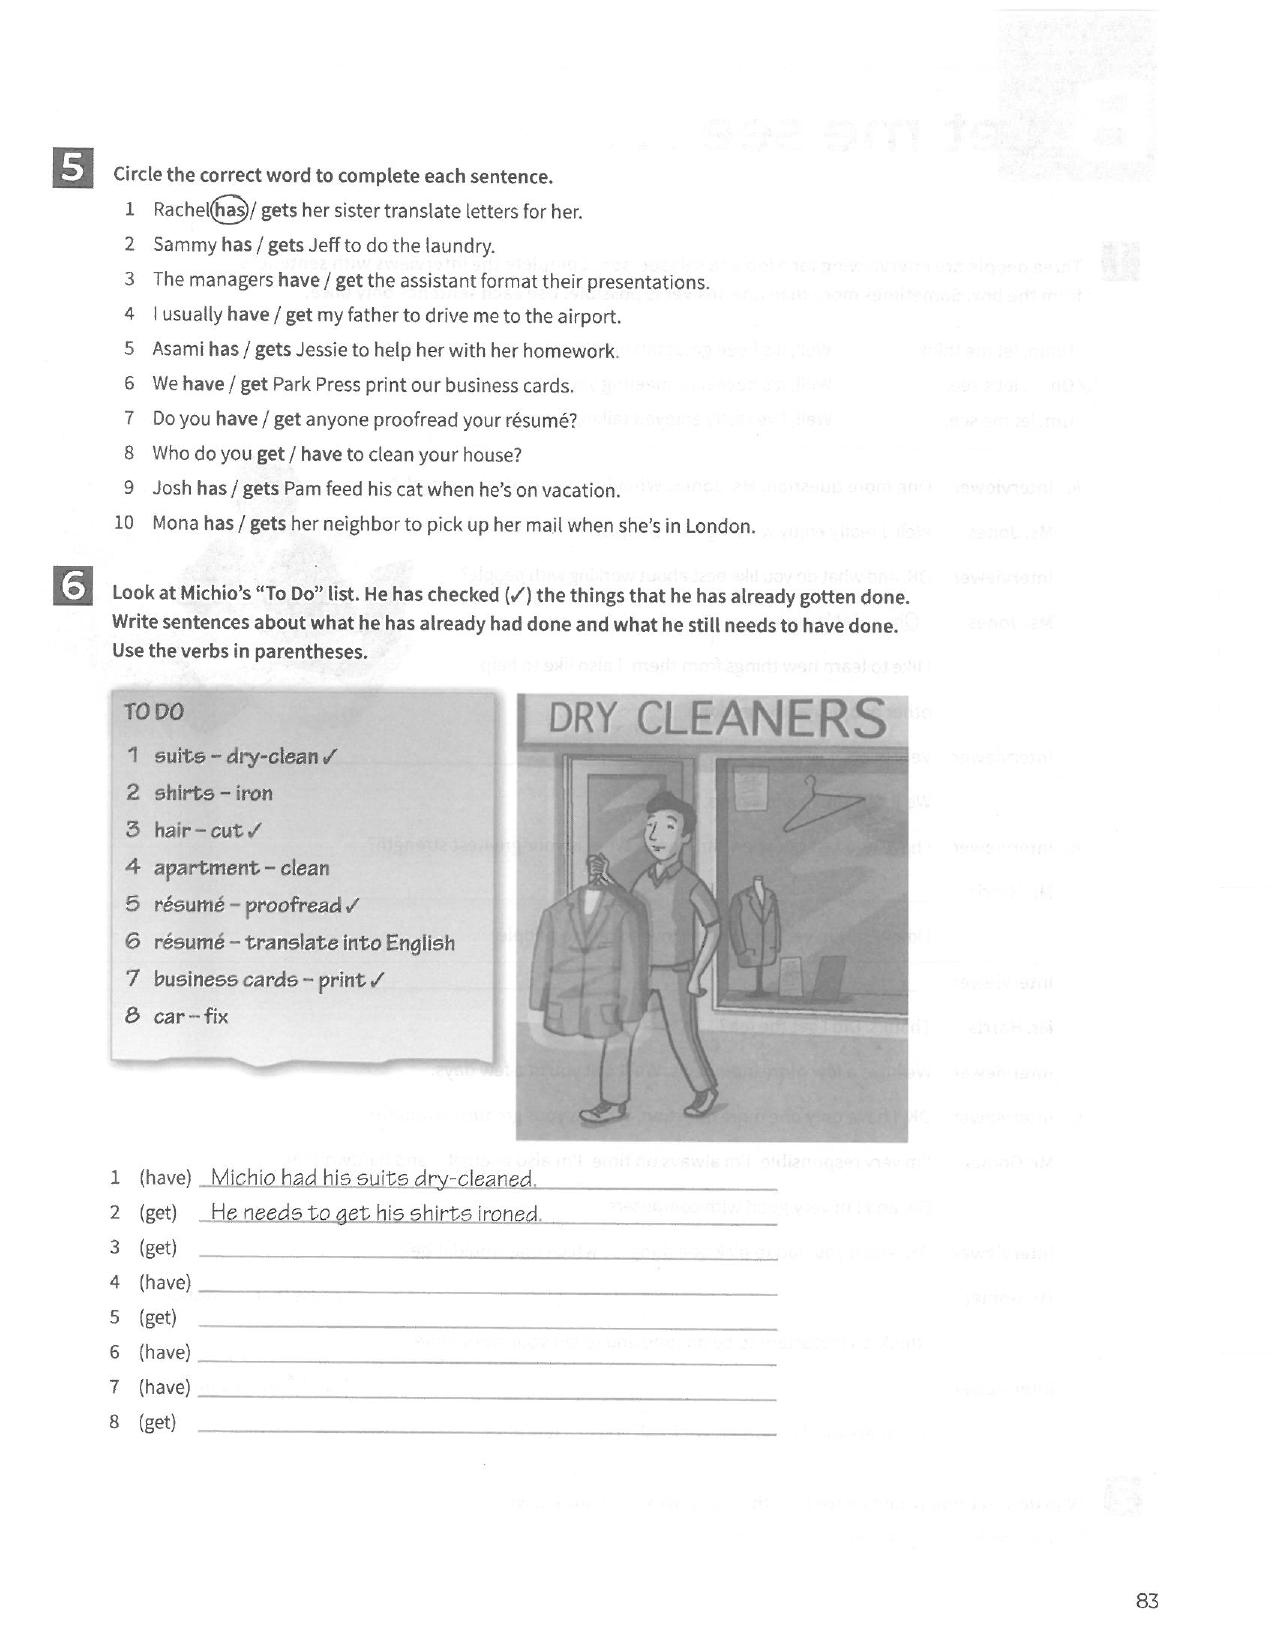 5 Circle the correct word to complete each sentence.
1 Rachel has / gets her sister translate letters for her.
2 Sammy has / gets Jeff to do the laundry.
3 The managers have / get the assistant format their presentations.
4 I usually have / get my father to drive me to the airport.
5 Asami has / gets Jessie to help her with her homework.
6 We have / get Park Press print our business cards.
7 Do you have / get anyone proofread your résumé?
8 Who do you get / have to clean your house?
9 Josh has / gets Pam feed his cat when he's on vacation.
10 Mona has / gets her neighbor to pick up her mail when she's in London.
6 Look at Michio's "To Do" list. He has checked (✓) the things that he has already gotten done.
Write sentences about what he has already had done and what he still needs to have done.
Use the verbs in parentheses.
TO DO
1 suits – dry-clean ✓
2 shirts – iron
3 hair – cut ✓
4 apartment – clean
5 résumé – proofread ✓
6 résumé – translate into English
7 business cards – print ✓
8 car – fix
DRY CLEANERS
1 (have) Michio had his suits dry-cleaned.
2 (get) He needs to get his shirts ironed.
3 (get)
4 (have)
5 (get)
6 (have)
7 (have)
8 (get)
83